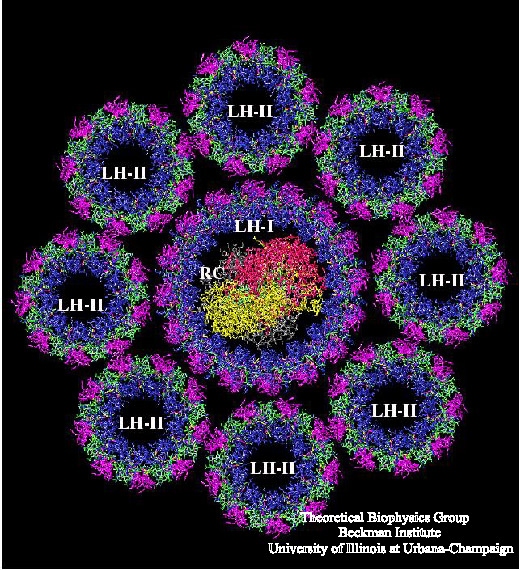 LH-II
LH-II
LH-II
LH-I
RC
LH-II
LH-II
LH-II
LH-II
LH-II
Theoretical Biophysics Group
Beckman Institute
University of Illinois at Urbana-Champaign